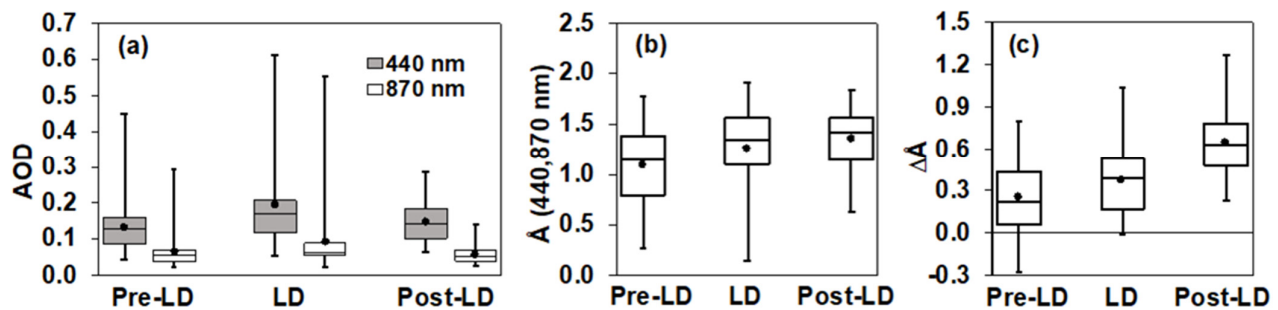 (a)
AOD
0.7
0.6
0.5
0.4
0.3
0.2
0.1
0.0
440 nm
870 nm
Pre-LD LD Post-LD
(b)
Å (440,870 nm)
2.5
2.0
1.5
1.0
0.5
0.0
Pre-LD LD Post-LD
(c)
ΔÅ
1.5
1.2
0.9
0.6
0.3
0.0
-0.3
Pre-LD LD Post-LD